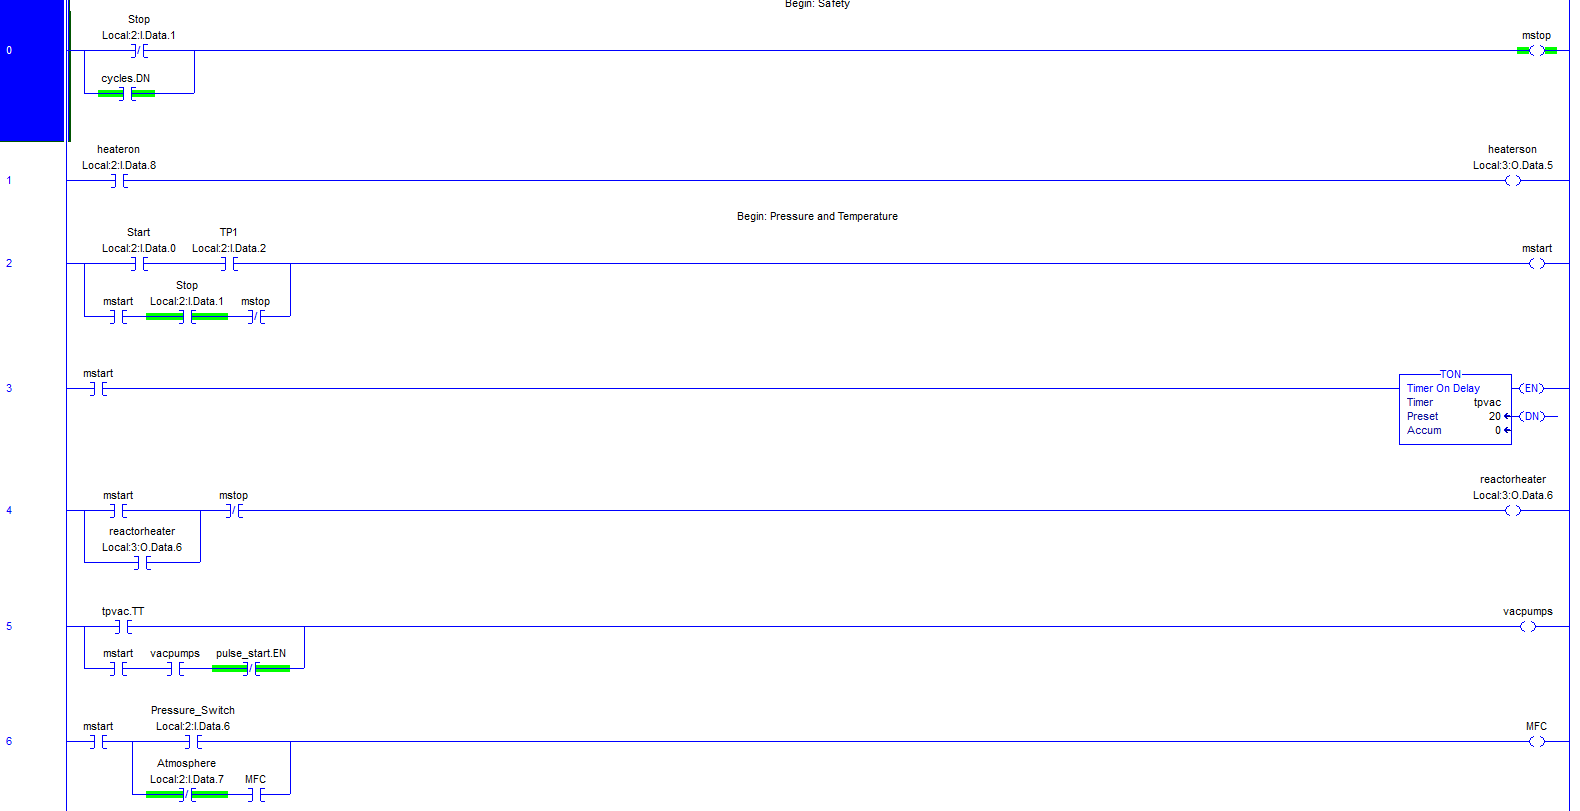 Begin: Safety
Stop
Local:2:I.Data.1
mstop
0
cycles.DN
heateron
Local:2:I.Data.8
heaterson
Local:3:O.Data.5
1
Begin: Pressure and Temperature
Start
Local:2:I.Data.0
TP1
Local:2:I.Data.2
mstart
2
Stop
mstart
Local:2:I.Data.1
mstop
mstart
3
TON
Timer On Delay
Timer tpvac
Preset 20
Accum 0
EN
DN
mstart
mstop
reactorheater
Local:3:O.Data.6
4
reactorheater
Local:3:O.Data.6
tpvac.TT
vacpumps
5
mstart
vacpumps
pulse_start.EN
mstart
Pressure_Switch
Local:2:I.Data.6
MFC
6
Atmosphere
Local:2:I.Data.7
MFC